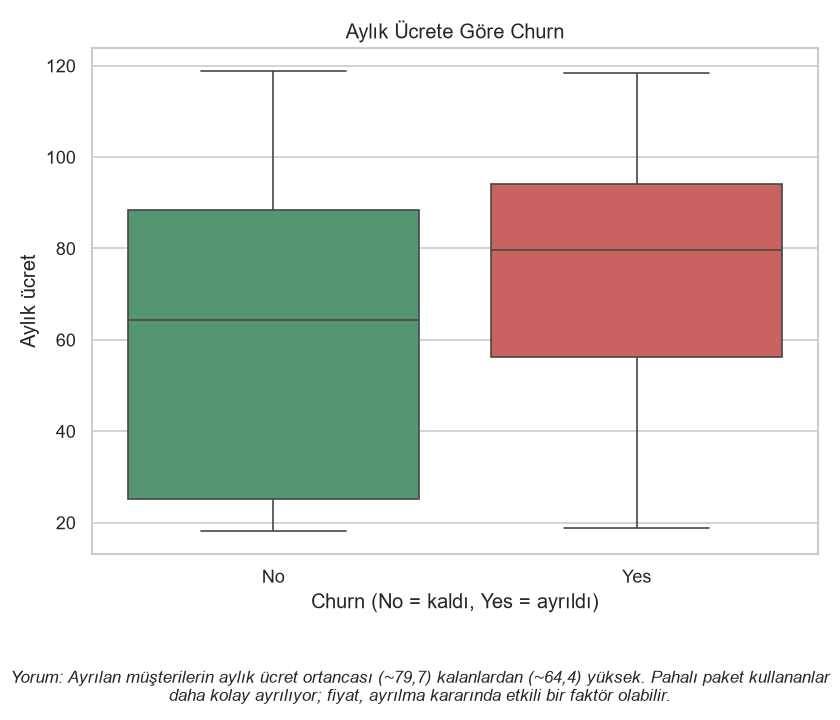 Aylık Ücrete Göre Churn
120
100
80
60
40
20
Aylık ücret
No
Yes
Churn (No = kaldı, Yes = ayrıldı)
Yorum: Ayrılan müşterilerin aylık ücret ortancası (~79,7) kalanlardan (~64,4) yüksek. Pahalı paket kullananlar
daha kolay ayrılıyor; fiyat, ayrılma kararında etkili bir faktör olabilir.